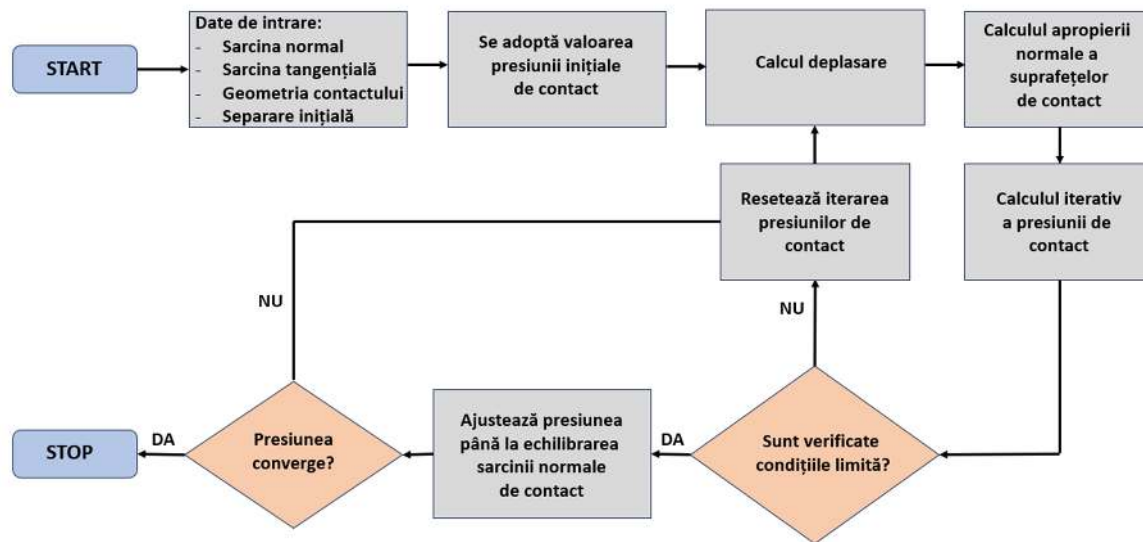 START
Date de intrare:
- Sarcina normal
- Sarcina tangențială
- Geometria contactului
- Separare inițială
Se adoptă valoarea
presiunii inițiale
de contact
Calcul deplasare
Calculul apropierii
normale a
suprafețelor
de contact
Resetează iterarea
presiunilor de
contact
Calculul iterativ
a presiunii de
contact
NU
NU
STOP
DA
Presiunea
converge?
Ajustează presiunea
până la echilibrarea
sarcinii normale
de contact
DA
Sunt verificate
condițiile limită?